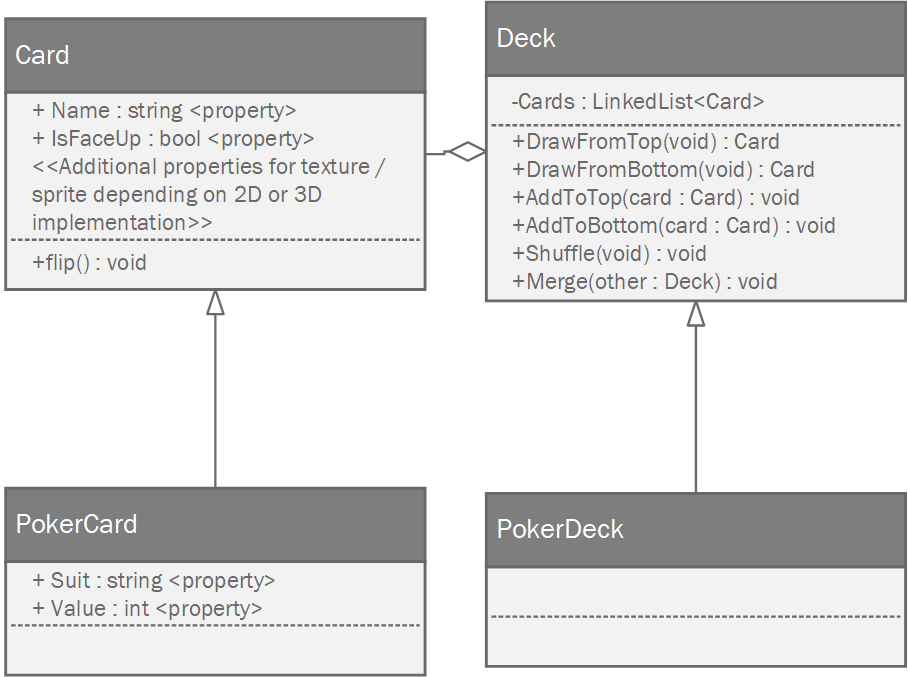 Card
+ Name : string <property>
+ IsFaceUp : bool <property>
<<Additional properties for texture /
sprite depending on 2D or 3D
implementation>>
+flip() : void
Deck
-Cards : LinkedList<Card>
+DrawFromTop(void) : Card
+DrawFromBottom(void) : Card
+AddToTop(card : Card) : void
+AddToBottom(card : Card) : void
+Shuffle(void) : void
+Merge(other : Deck) : void
PokerCard
+ Suit : string <property>
+ Value : int <property>
PokerDeck